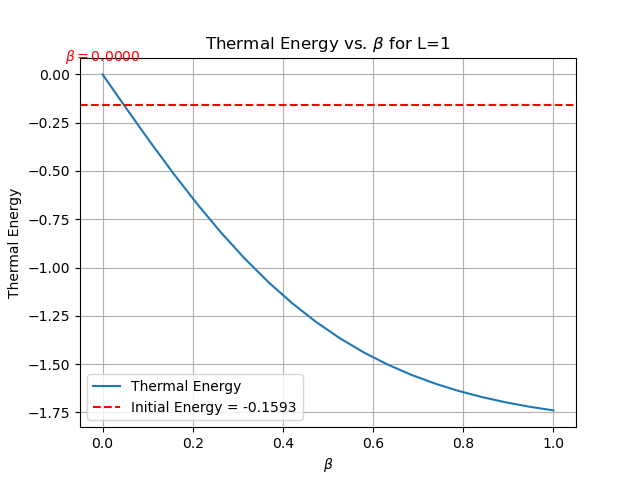 Thermal Energy vs. β for L=1
β = 0.0000
Thermal Energy
0.00
−0.25
−0.50
−0.75
−1.00
−1.25
−1.50
−1.75
Thermal Energy
Initial Energy = -0.1593
0.0 0.2 0.4 0.6 0.8 1.0
β